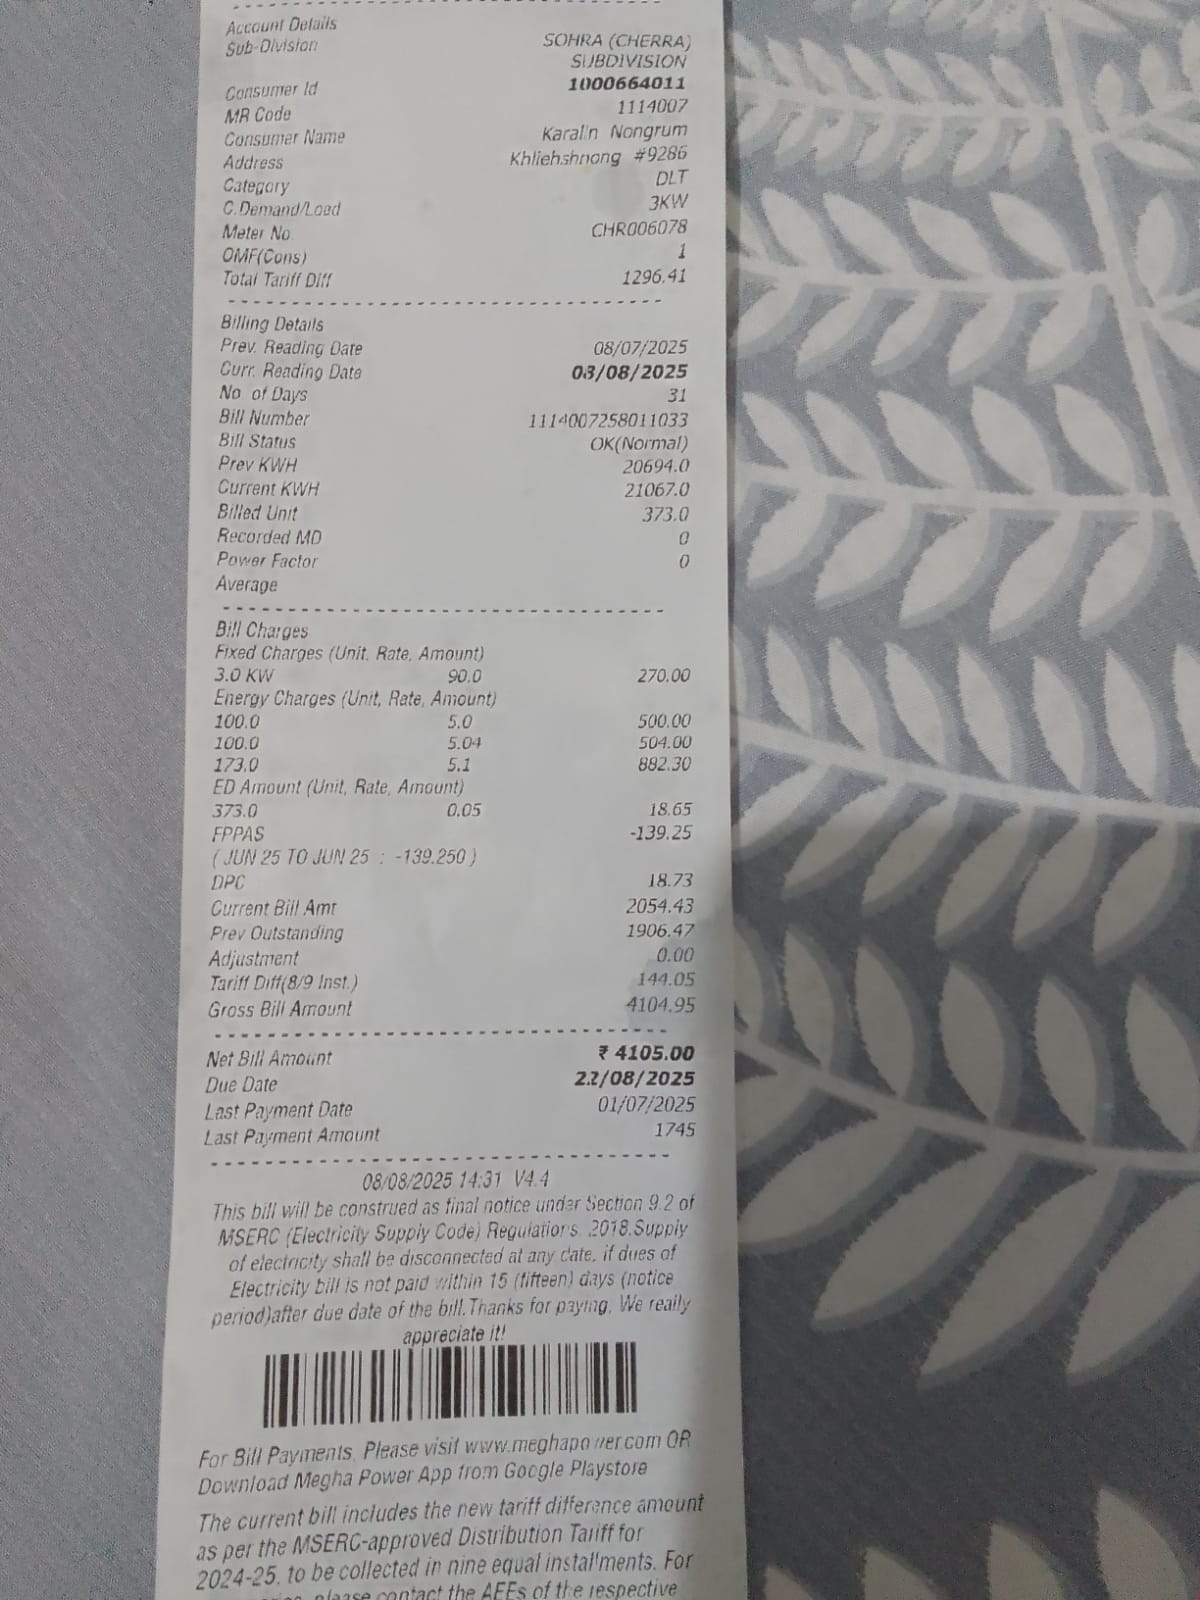 Account Details
Sub-Division SOHRA (CHERRA)
SUBDIVISION
Consumer Id 1000664011
MR Code 1114007
Consumer Name Karalin Nongrum
Address Khliehshnong #9286
Category DLT
C.Demand/Load 3KW
Meter No. CHR006078
OMF(Cons) 1
Total Tariff Diff 1296.41
Billing Details
Prev. Reading Date 08/07/2025
Curr. Reading Date 08/08/2025
No of Days 31
Bill Number 1114007258011033
Bill Status OK(Normal)
Prev KWH 20694.0
Current KWH 21067.0
Billed Unit 373.0
Recorded MD 0
Power Factor 0
Average
Bill Charges
Fixed Charges (Unit, Rate, Amount)
3.0 KW 90.0 270.00
Energy Charges (Unit, Rate, Amount)
100.0 5.0 500.00
100.0 5.04 504.00
173.0 5.1 882.30
ED Amount (Unit, Rate, Amount)
373.0 0.05 18.65
FPPAS -139.25
( JUN 25 TO JUN 25 : -139.250 )
DPC 18.73
Current Bill Amt 2054.43
Prev Outstanding 1906.47
Adjustment 0.00
Tariff Diff(8/9 Inst.) 144.05
Gross Bill Amount 4104.95
Net Bill Amount ₹ 4105.00
Due Date 22/08/2025
Last Payment Date 01/07/2025
Last Payment Amount 1745
08/08/2025 14:31 V4.4
This bill will be construed as final notice under Section 9.2 of
MSERC (Electricity Supply Code) Regulations, 2018.Supply
of electricity shall be disconnected at any date, if dues of
Electricity bill is not paid within 15 (fifteen) days (notice
period)after due date of the bill.Thanks for paying. We really
appreciate it!
For Bill Payments, Please visit www.meghapower.com OR
Download Megha Power App from Google Playstore
The current bill includes the new tariff difference amount
as per the MSERC-approved Distribution Tariff for
2024-25, to be collected in nine equal installments. For
please contact the AEEs of the respective